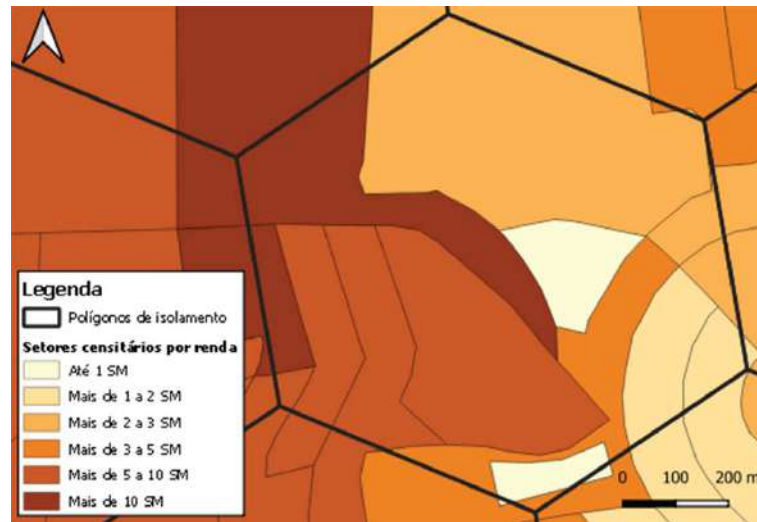 Legenda
Polígonos de isolamento
Setores censitários por renda
Até 1 SM
Mais de 1 a 2 SM
Mais de 2 a 3 SM
Mais de 3 a 5 SM
Mais de 5 a 10 SM
Mais de 10 SM
0 100 200 m